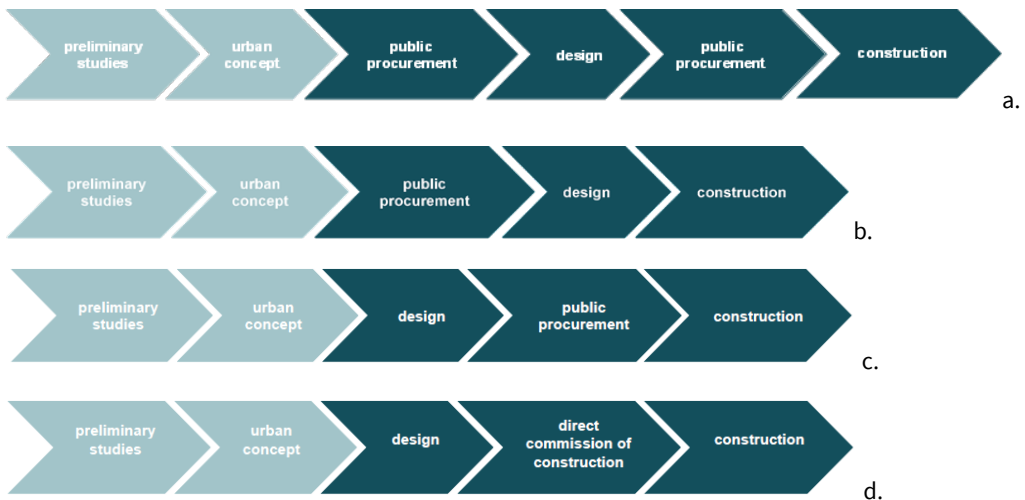 preliminary
studies
urban
concept
public
procurement
design
public
procurement
construction
a.
preliminary
studies
urban
concept
public
procurement
design
construction
b.
preliminary
studies
urban
concept
design
public
procurement
construction
c.
preliminary
studies
urban
concept
design
direct
commission of
construction
construction
d.